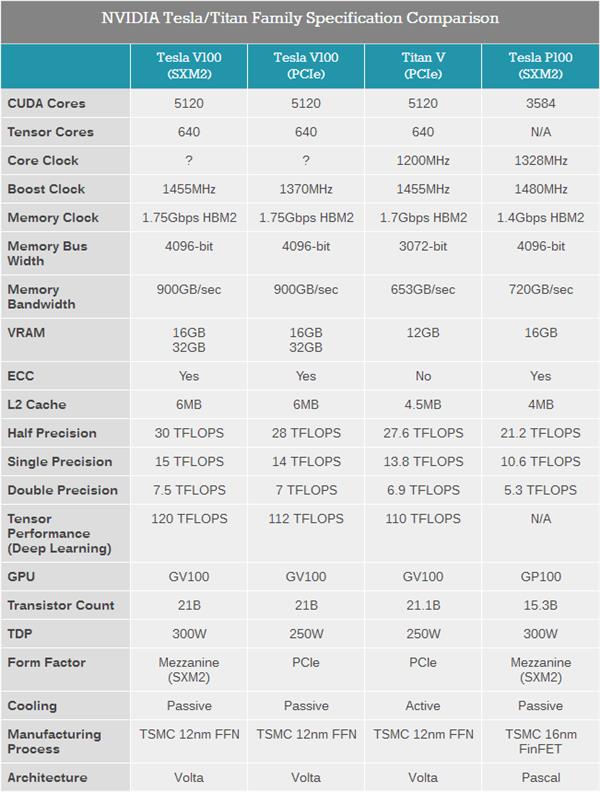 NVIDIA Tesla/Titan Family Specification Comparison
Tesla V100 (SXM2) Tesla V100 (PCIe) Titan V (PCIe) Tesla P100 (SXM2)
CUDA Cores 5120 5120 5120 3584
Tensor Cores 640 640 640 N/A
Core Clock ? ? 1200MHz 1328MHz
Boost Clock 1455MHz 1370MHz 1455MHz 1480MHz
Memory Clock 1.75Gbps HBM2 1.75Gbps HBM2 1.7Gbps HBM2 1.4Gbps HBM2
Memory Bus Width 4096-bit 4096-bit 3072-bit 4096-bit
Memory Bandwidth 900GB/sec 900GB/sec 653GB/sec 720GB/sec
VRAM 16GB 32GB 16GB 32GB 12GB 16GB
ECC Yes Yes No Yes
L2 Cache 6MB 6MB 4.5MB 4MB
Half Precision 30 TFLOPS 28 TFLOPS 27.6 TFLOPS 21.2 TFLOPS
Single Precision 15 TFLOPS 14 TFLOPS 13.8 TFLOPS 10.6 TFLOPS
Double Precision 7.5 TFLOPS 7 TFLOPS 6.9 TFLOPS 5.3 TFLOPS
Tensor Performance (Deep Learning) 120 TFLOPS 112 TFLOPS 110 TFLOPS N/A
GPU GV100 GV100 GV100 GP100
Transistor Count 21B 21B 21.1B 15.3B
TDP 300W 250W 250W 300W
Form Factor Mezzanine (SXM2) PCIe PCIe Mezzanine (SXM2)
Cooling Passive Passive Active Passive
Manufacturing Process TSMC 12nm FFN TSMC 12nm FFN TSMC 12nm FFN TSMC 16nm FinFET
Architecture Volta Volta Volta Pascal